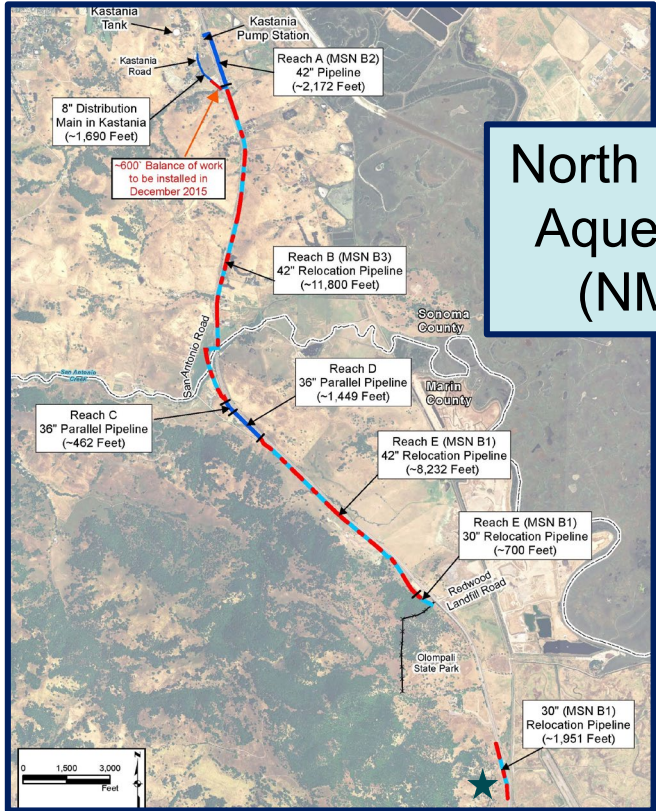 Kastania
Tank
Kastania
Pump Station
Kastania
Road
Reach A (MSN B2)
42" Pipeline
(~2,172 Feet)
8" Distribution
Main in Kastania
(~1,690 Feet)
~600` Balance of work
to be installed in
December 2015
North
Aque
(NM
Reach B (MSN B3)
42" Relocation Pipeline
(~11,800 Feet)
Sonoma
County
San Antonio Road
San Antonio
Creek
Marin
County
Reach D
36" Parallel Pipeline
(~1,449 Feet)
Reach C
36" Parallel Pipeline
(~462 Feet)
Reach E (MSN B1)
42" Relocation Pipeline
(~8,232 Feet)
Reach E (MSN B1)
30" Relocation Pipeline
(~700 Feet)
Redwood
Landfill Road
Olompali
State Park
30" (MSN B1)
Relocation Pipeline
(~1,951 Feet)
0 1,500 3,000
Feet
N